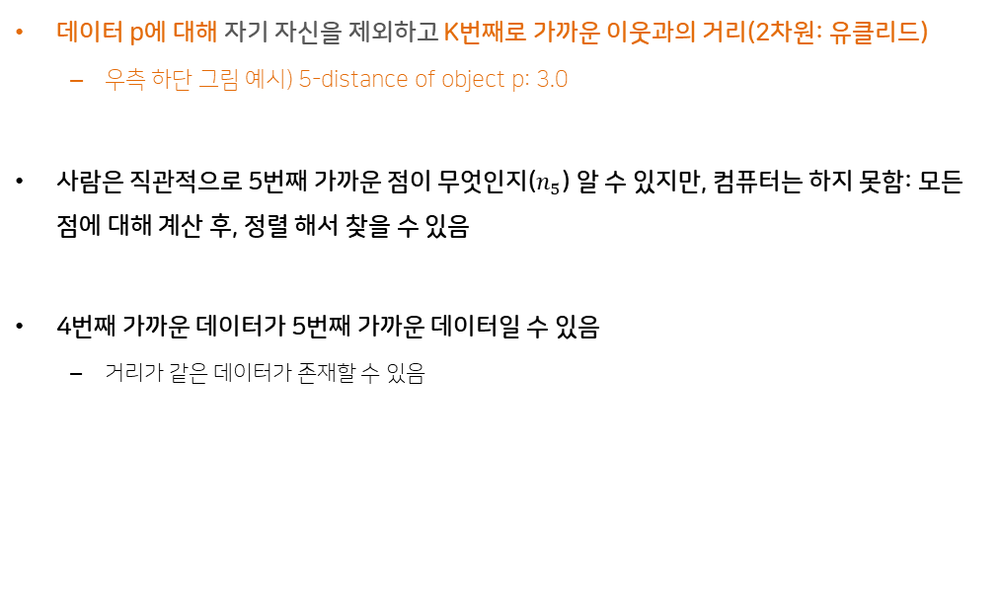 • 데이터 p에 대해 자기 자신을 제외하고 K번째로 가까운 이웃과의 거리(2차원: 유클리드)
– 우측 하단 그림 예시) 5-distance of object p: 3.0
• 사람은 직관적으로 5번째 가까운 점이 무엇인지(n₅) 알 수 있지만, 컴퓨터는 하지 못함: 모든
점에 대해 계산 후, 정렬 해서 찾을 수 있음
• 4번째 가까운 데이터가 5번째 가까운 데이터일 수 있음
– 거리가 같은 데이터가 존재할 수 있음